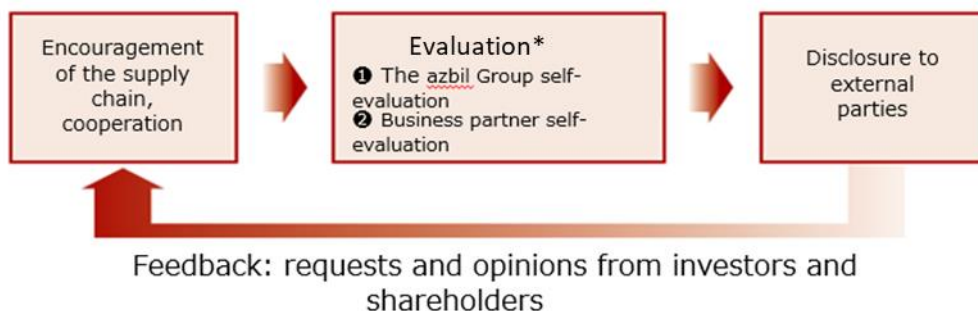 Encouragement
of the supply
chain,
cooperation
Evaluation*
❶ The azbil Group self-
evaluation
❷ Business partner self-
evaluation
Disclosure to
external
parties
Feedback: requests and opinions from investors and
shareholders